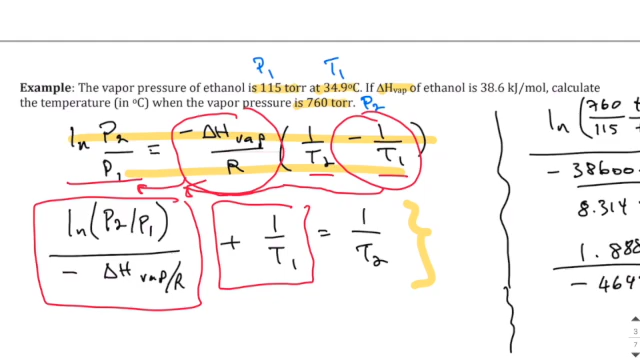 P₁ T₁
Example: The vapor pressure of ethanol is 115 torr at 34.9°C. If ΔHvap of ethanol is 38.6 kJ/mol, calculate
the temperature (in °C) when the vapor pressure is 760 torr. P₂
ln P₂/P₁ = - ΔHvap/R (1/T₂ - 1/T₁)
ln(P₂/P₁) / - ΔHvap/R + 1/T₁ = 1/T₂
ln(760/115
- 38600
8.314
1.888
- 464
3
7